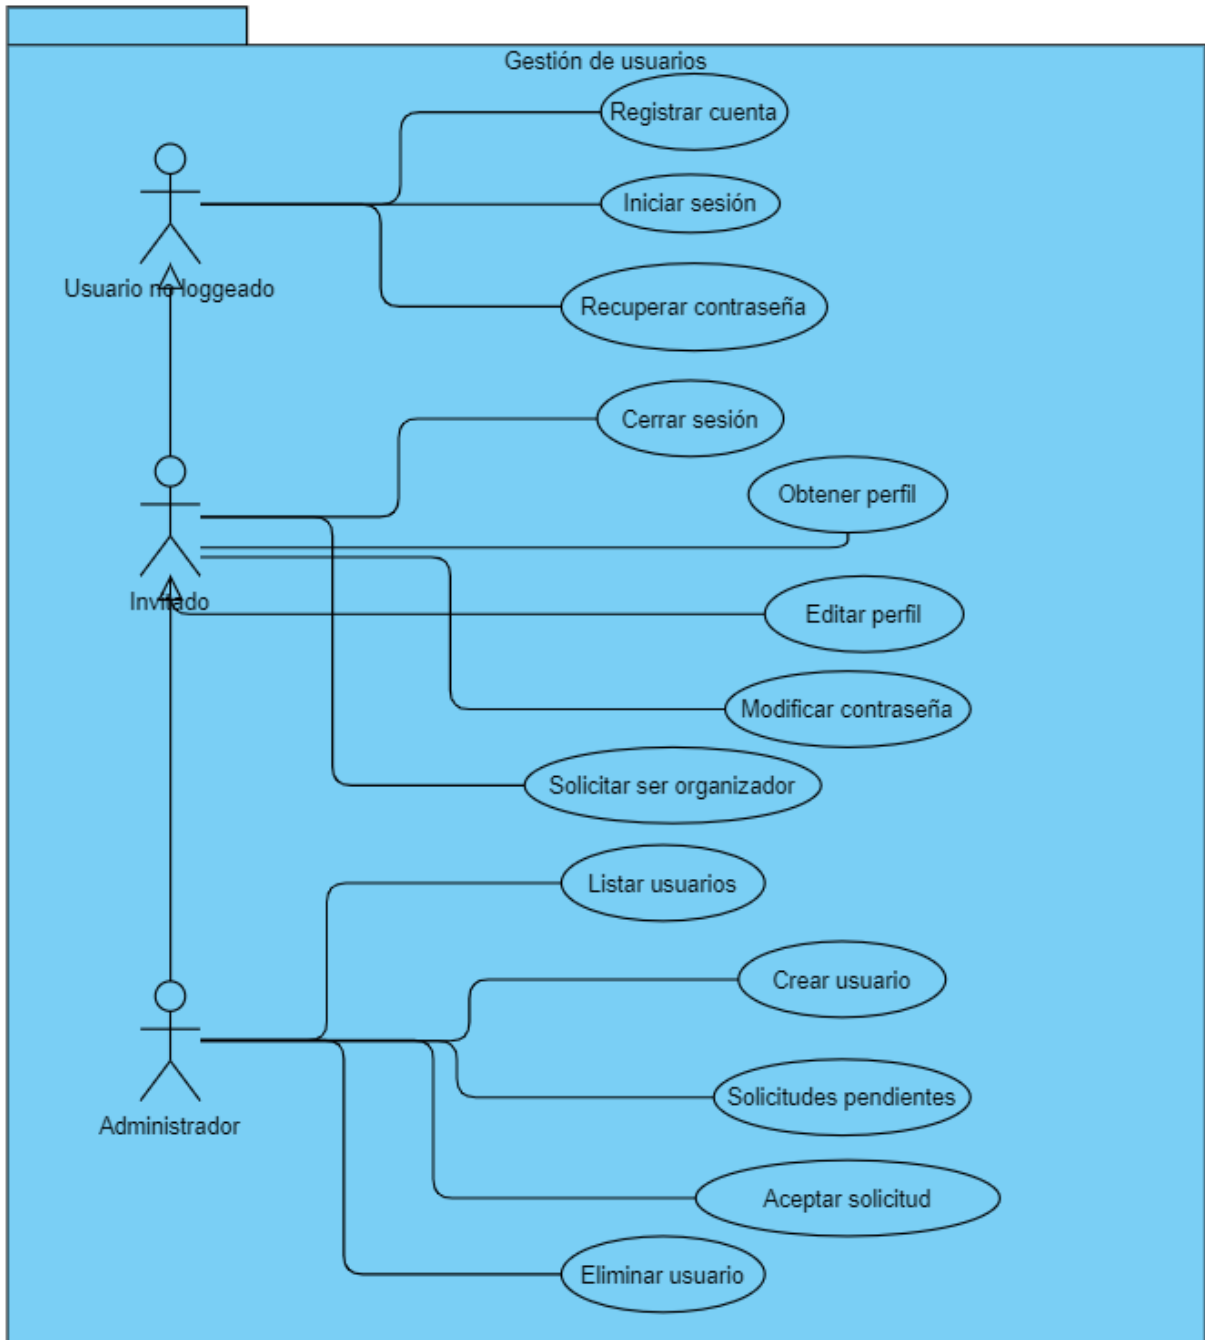 Gestión de usuarios
Registrar cuenta
Iniciar sesión
Usuario no loggeado
Recuperar contraseña
Cerrar sesión
Obtener perfil
Invitado
Editar perfil
Modificar contraseña
Solicitar ser organizador
Listar usuarios
Crear usuario
Solicitudes pendientes
Administrador
Aceptar solicitud
Eliminar usuario